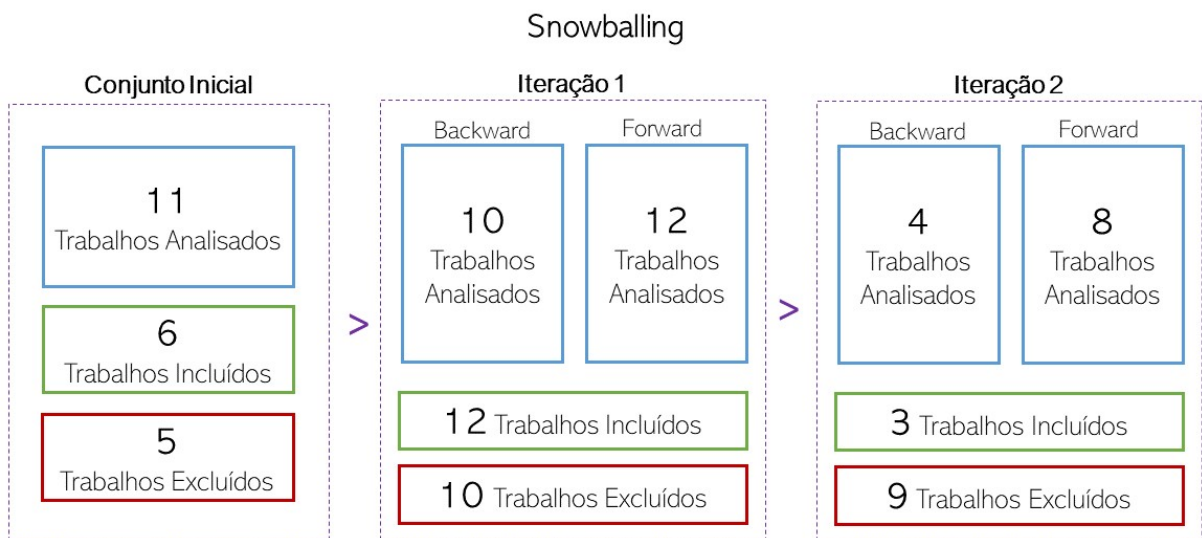 Snowballing
Conjunto Inicial
11
Trabalhos Analisados
6
Trabalhos Incluídos
5
Trabalhos Excluídos
>
Iteração 1
Backward
10
Trabalhos
Analisados
Forward
12
Trabalhos
Analisados
12 Trabalhos Incluídos
10 Trabalhos Excluídos
>
Iteração 2
Backward
4
Trabalhos
Analisados
Forward
8
Trabalhos
Analisados
3 Trabalhos Incluídos
9 Trabalhos Excluídos